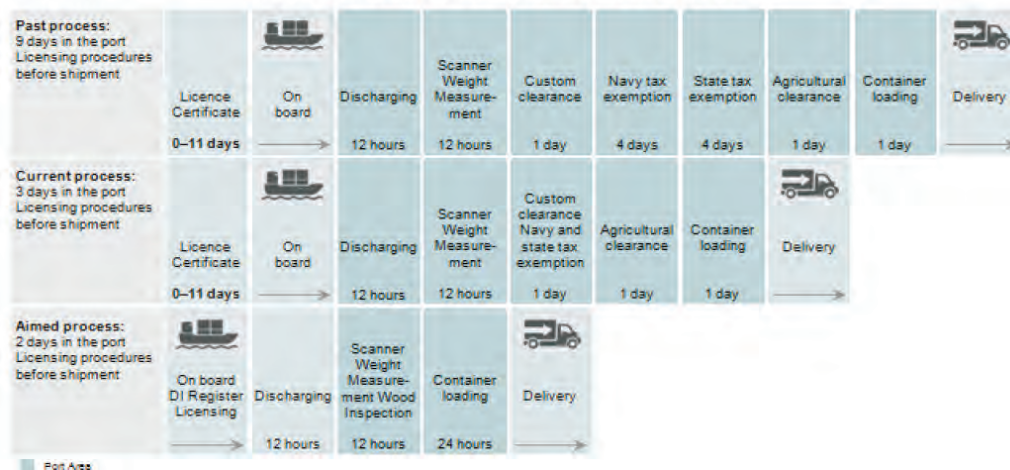 Past process:
9 days in the port
Licensing procedures
before shipment
Licence
Certificate
0–11 days
On
board
Discharging
12 hours
Scanner
Weight
Measure-
ment
12 hours
Custom
clearance
1 day
Navy tax
exemption
4 days
State tax
exemption
4 days
Agricultural
clearance
1 day
Container
loading
1 day
Delivery
Current process:
3 days in the port
Licensing procedures
before shipment
Licence
Certificate
0–11 days
On
board
Discharging
12 hours
Scanner
Weight
Measure-
ment
12 hours
Custom
clearance
Navy and
state tax
exemption
1 day
Agricultural
clearance
1 day
Container
loading
1 day
Delivery
Aimed process:
2 days in the port
Licensing procedures
before shipment
On board
DI Register
Licensing
Discharging
12 hours
Scanner
Weight
Measure-
ment Wood
Inspection
12 hours
Container
loading
24 hours
Delivery
Port Area